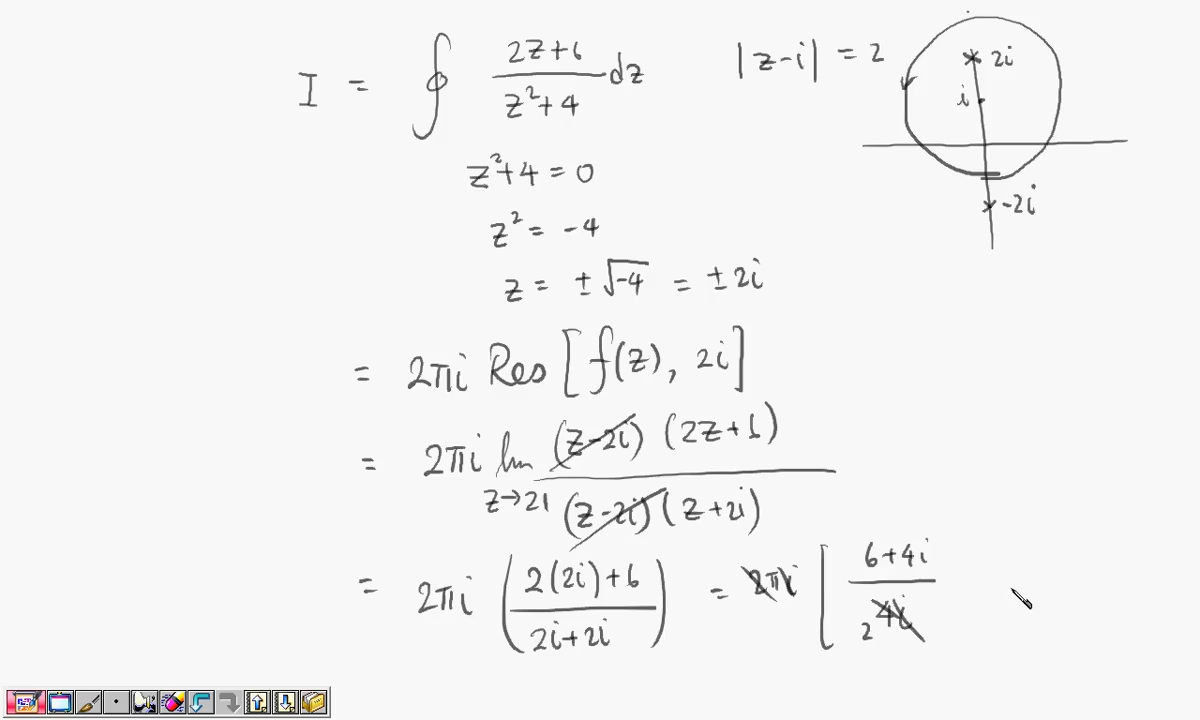 I = ∮ (2z+6)/(z²+4) dz   |z-i| = 2
2i
i
-2i
z²+4 = 0
z² = -4
z = ±√-4 = ±2i
= 2πi Res [f(z), 2i]
= 2πi lim z→2i (z-2i)(2z+6)/(z-2i)(z+2i)
= 2πi (2(2i)+6)/(2i+2i) = 2πi [ (6+4i)/(4i) 2